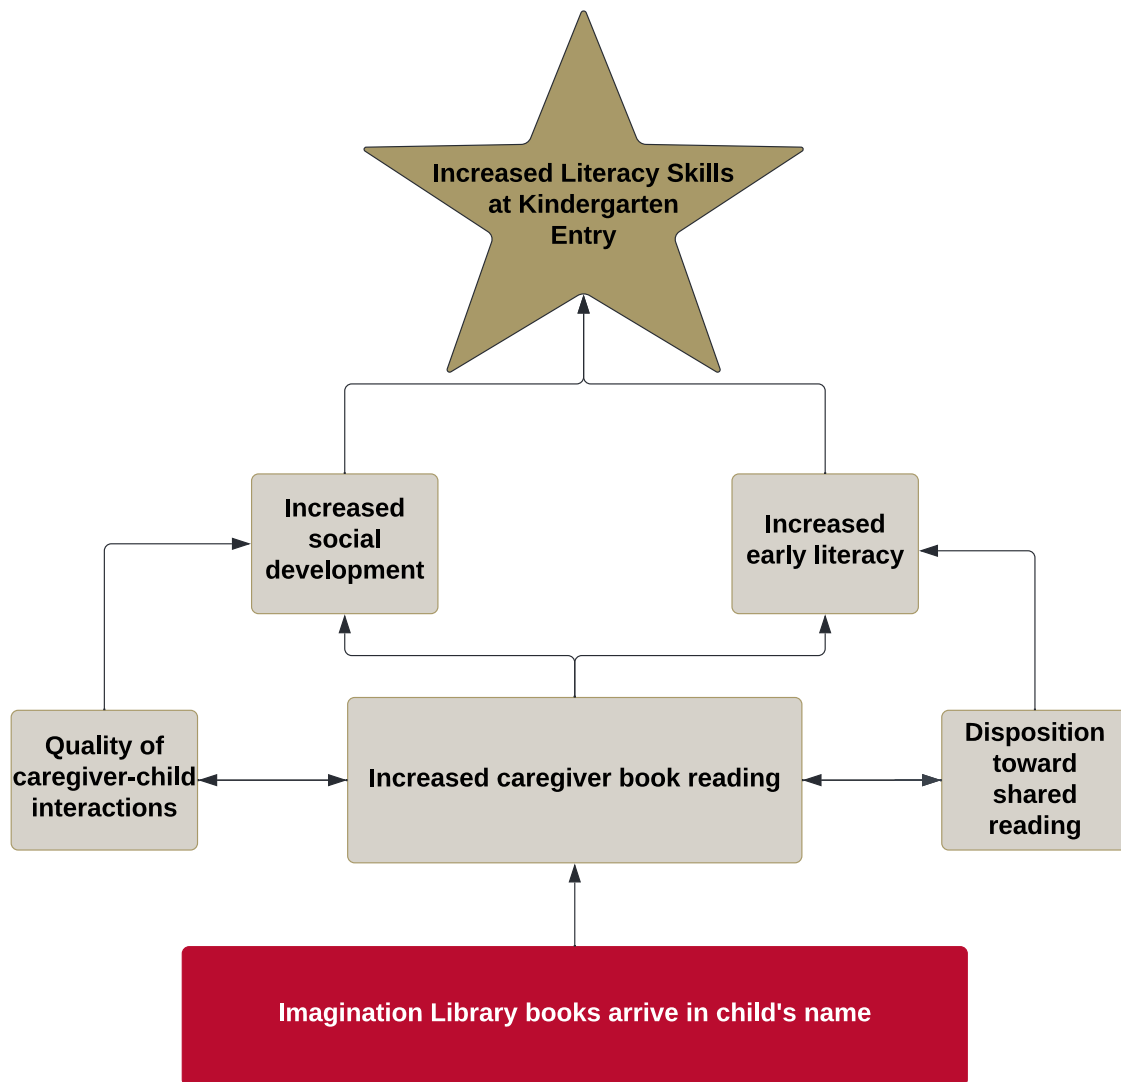 Increased Literacy Skills
at Kindergarten
Entry
Increased
social
development
Increased
early literacy
Quality of
caregiver-child
interactions
Increased caregiver book reading
Disposition
toward
shared
reading
Imagination Library books arrive in child's name